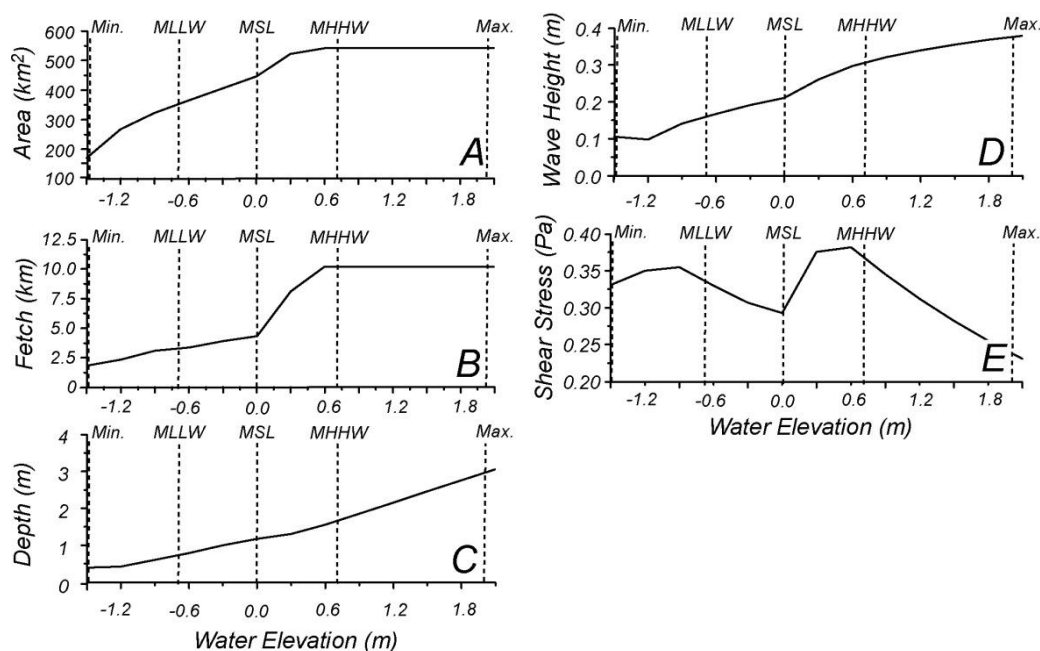 Min. MLLW MSL MHHW Max.
Area (km²)
600
500
400
300
200
100
-1.2 -0.6 0.0 0.6 1.2 1.8
A
Min. MLLW MSL MHHW Max.
Fetch (km)
12.5
10.0
7.5
5.0
2.5
0
-1.2 -0.6 0.0 0.6 1.2 1.8
B
Min. MLLW MSL MHHW Max.
Depth (m)
4
3
2
1
0
-1.2 -0.6 0.0 0.6 1.2 1.8
C
Water Elevation (m)
Min. MLLW MSL MHHW Max.
Wave Height (m)
0.4
0.3
0.2
0.1
0.0
-1.2 -0.6 0.0 0.6 1.2 1.8
D
Min. MLLW MSL MHHW Max.
Shear Stress (Pa)
0.40
0.35
0.30
0.25
0.20
-1.2 -0.6 0.0 0.6 1.2 1.8
E
Water Elevation (m)